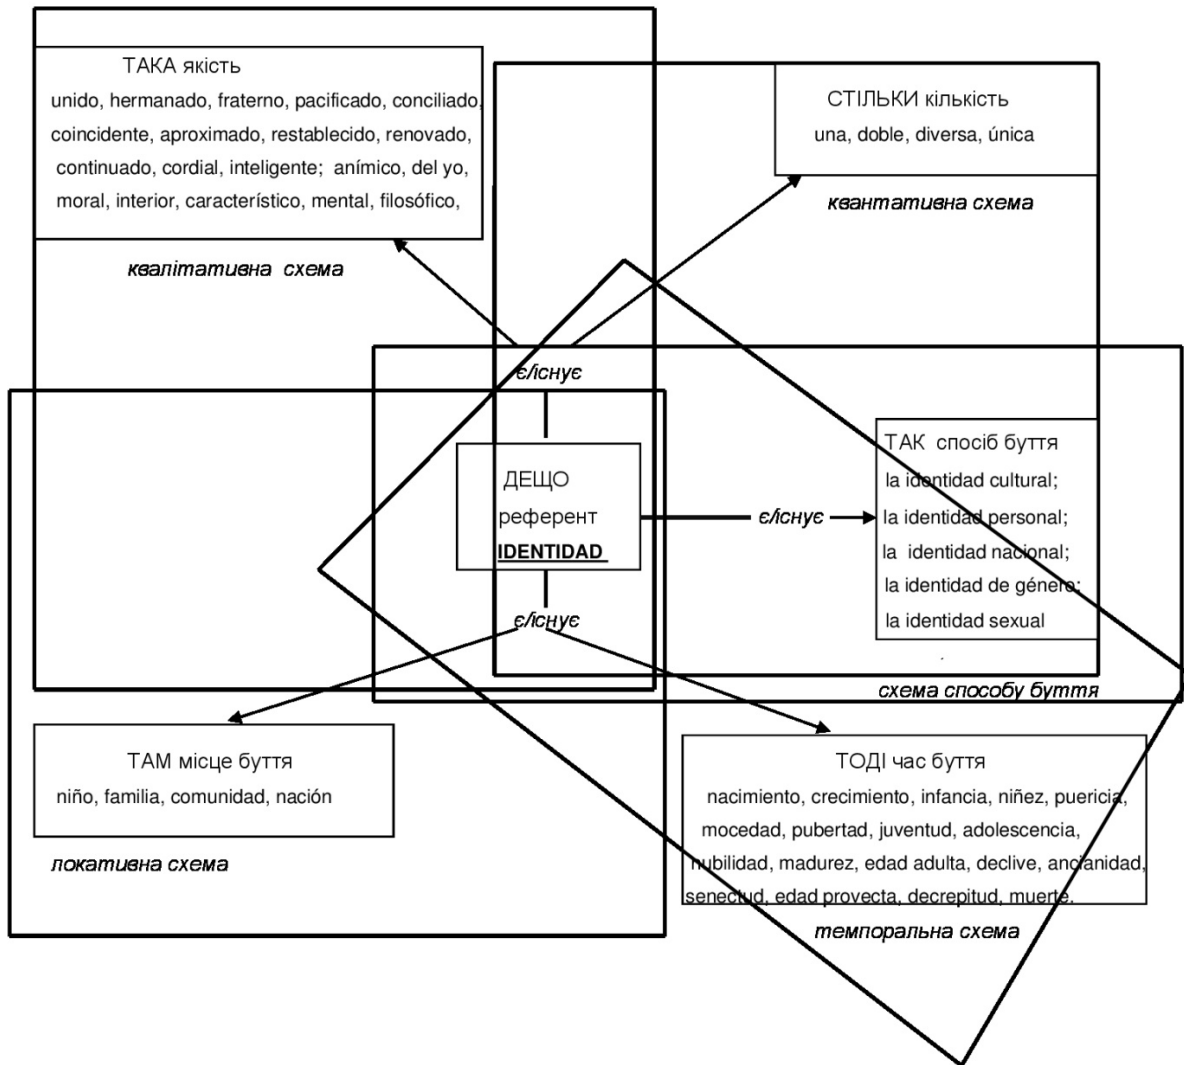 ТАКА якість
unido, hermanado, fraterno, pacificado, conciliado,
coincidente, aproximado, restablecido, renovado,
continuado, cordial, inteligente; anímico, del yo,
moral, interior, característico, mental, filosófico,
квалітативна схема
СТІЛЬКИ кількість
una, doble, diversa, única
квантативна схема
є/існує
ДЕЩО
референт
IDENTIDAD
є/існує
ТАК спосіб буття
la identidad cultural;
la identidad personal;
la identidad nacional;
la identidad de género;
la identidad sexual
схема способу буття
є/існує
ТАМ місце буття
niño, familia, comunidad, nación
локативна схема
ТОДІ час буття
nacimiento, crecimiento, infancia, niñez, puericia,
mocedad, pubertad, juventud, adolescencia,
nubilidad, madurez, edad adulta, declive, ancianidad,
senectud, edad provecta, decrepitud, muerte.
темпоральна схема